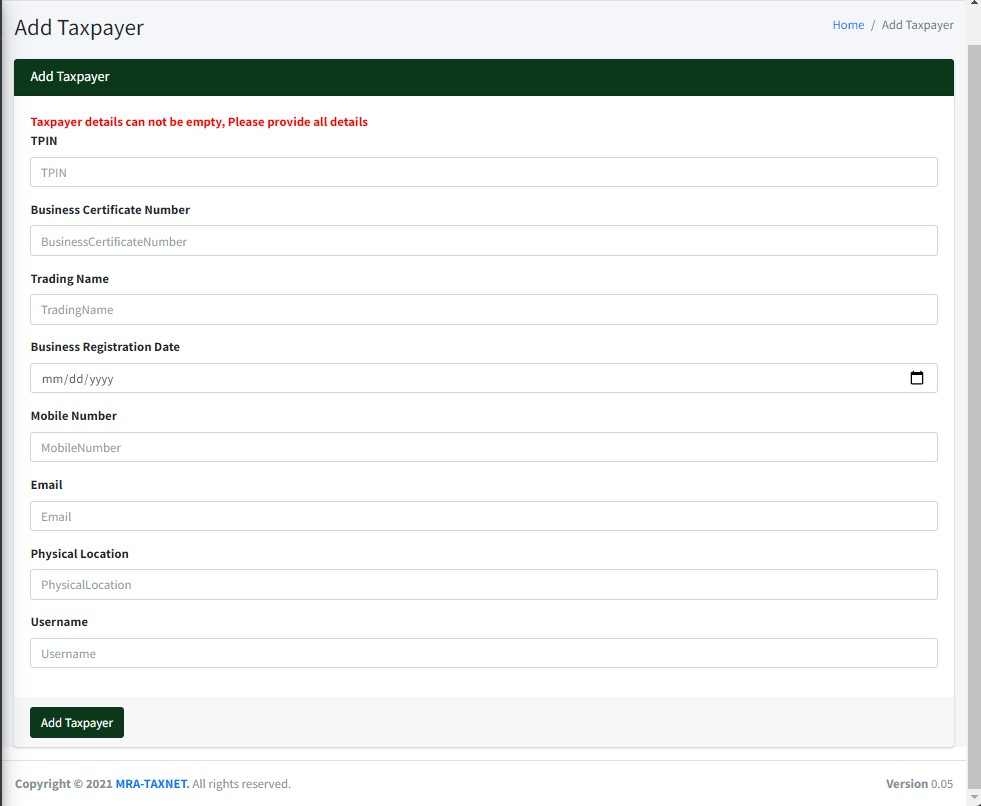 Add Taxpayer
Home / Add Taxpayer
Add Taxpayer
Taxpayer details can not be empty, Please provide all details
TPIN
TPIN
Business Certificate Number
BusinessCertificateNumber
Trading Name
TradingName
Business Registration Date
mm/dd/yyyy
Mobile Number
MobileNumber
Email
Email
Physical Location
PhysicalLocation
Username
Username
Add Taxpayer
Copyright © 2021 MRA-TAXNET. All rights reserved.
Version 0.05